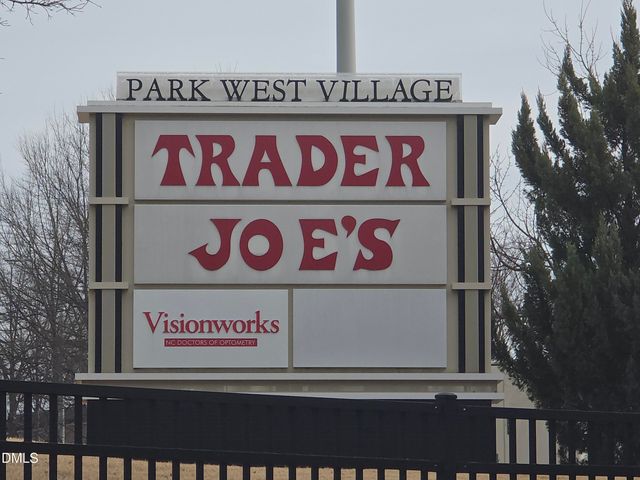 PARK WEST VILLAGE
TRADER
JOE'S
Visionworks
NC DOCTORS OF OPTOMETRY
DMLS